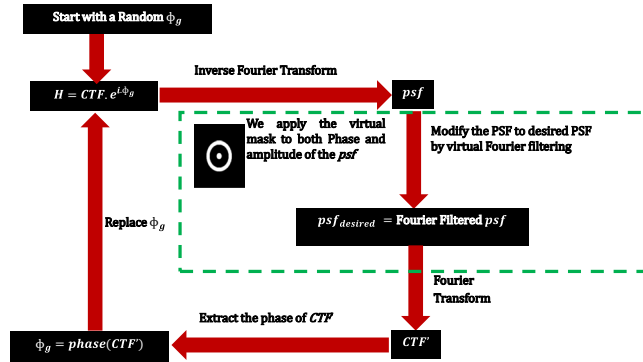 Start with a Random ϕg
H = CTF.e^iϕg
Inverse Fourier Transform
psf
We apply the virtual
mask to both Phase and
amplitude of the psf
Modify the PSF to desired PSF
by virtual Fourier filtering
Replace ϕg
psf_desired = Fourier Filtered psf
Fourier
Transform
Extract the phase of CTF'
ϕg = phase(CTF')
CTF'